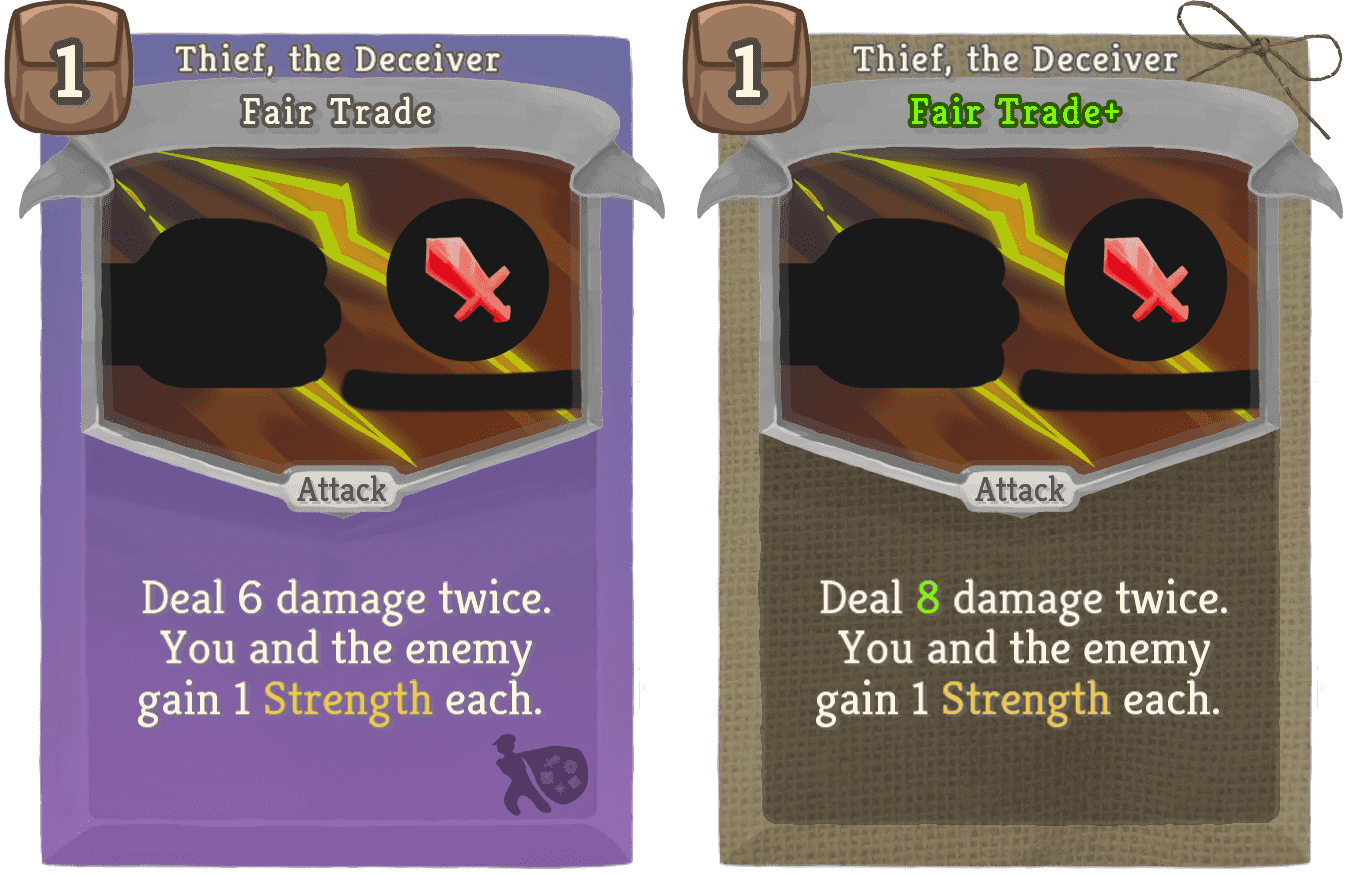 1
Thief, the Deceiver
Fair Trade
Attack
Deal 6 damage twice.
You and the enemy
gain 1 Strength each.
1
Thief, the Deceiver
Fair Trade+
Attack
Deal 8 damage twice.
You and the enemy
gain 1 Strength each.